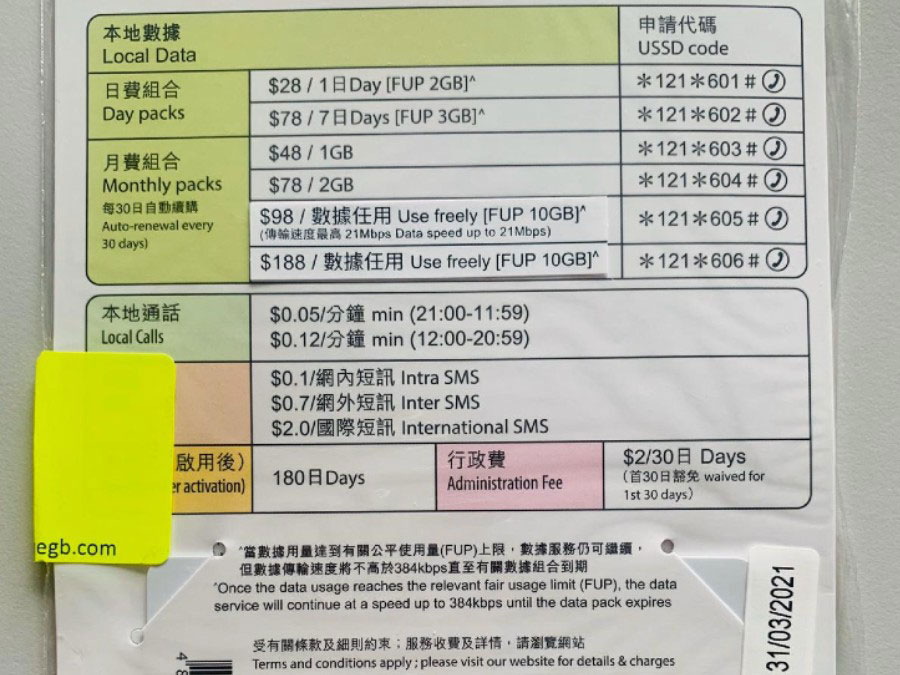 本地數據
Local Data
申請代碼
USSD code
日費組合
Day packs
$28 / 1日Day [FUP 2GB]^
*121*601#
$78 / 7日Days [FUP 3GB]^
*121*602#
月費組合
Monthly packs
每30日自動續購
Auto-renewal every
30 days)
$48 / 1GB
*121*603#
$78 / 2GB
*121*604#
$98 / 數據任用 Use freely [FUP 10GB]^
(傳輸速度最高 21Mbps Data speed up to 21Mbps)
*121*605#
$188 / 數據任用 Use freely [FUP 10GB]^
*121*606#
本地通話
Local Calls
$0.05/分鐘 min (21:00-11:59)
$0.12/分鐘 min (12:00-20:59)
$0.1/網內短訊 Intra SMS
$0.7/網外短訊 Inter SMS
$2.0/國際短訊 International SMS
啟用後)
er activation)
180日Days
行政費
Administration Fee
$2/30日 Days
(首30日豁免 waived for
1st 30 days)
egb.com
^當數據用量達到有關公平使用量(FUP)上限，數據服務仍可繼續，
但數據傳輸速度將不高於384kbps直至有關數據組合到期
^Once the data usage reaches the relevant fair usage limit (FUP), the data
service will continue at a speed up to 384kbps until the data pack expires
受有關條款及細則約束；服務收費及詳情，請瀏覽網站
Terms and conditions apply ; please visit our website for details & charges
31/03/2021